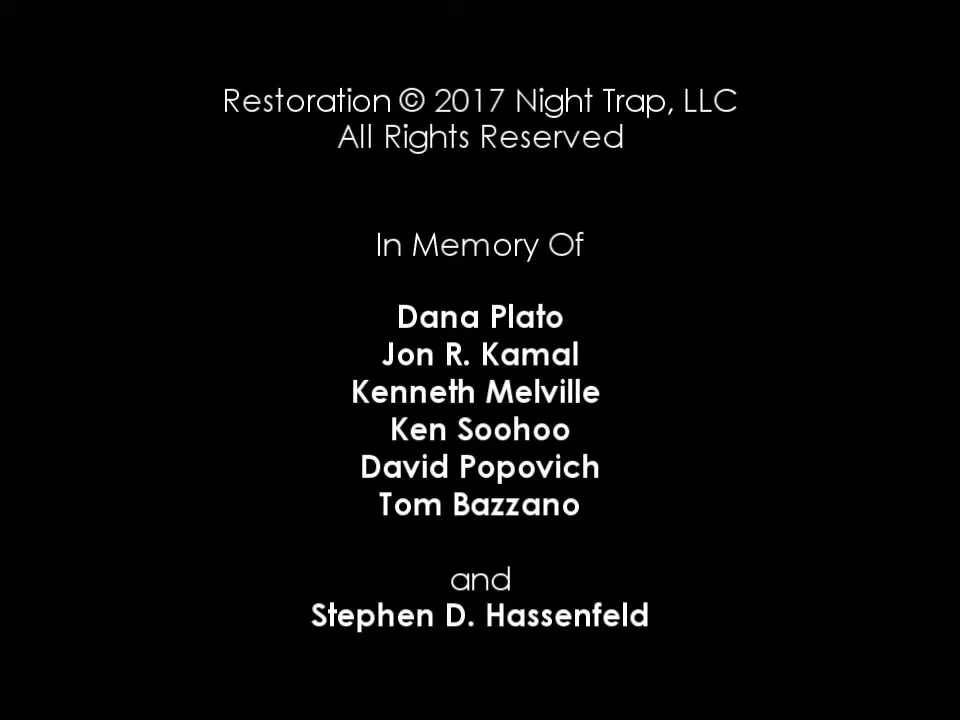 Restoration © 2017 Night Trap, LLC
All Rights Reserved
In Memory Of
Dana Plato
Jon R. Kamal
Kenneth Melville
Ken Soohoo
David Popovich
Tom Bazzano
and
Stephen D. Hassenfeld